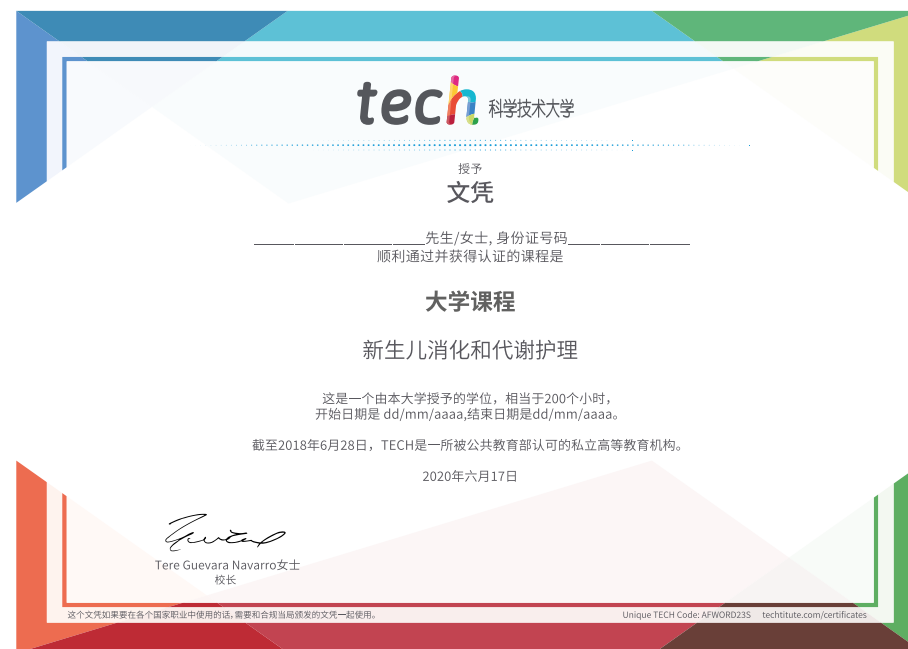 tech 科学技术大学
授予
文凭
先生/女士, 身份证号码
顺利通过并获得认证的课程是
大学课程
新生儿消化和代谢护理
这是一个由本大学授予的学位，相当于200个小时，
开始日期是 dd/mm/aaaa,结束日期是dd/mm/aaaa。
截至2018年6月28日，TECH是一所被公共教育部认可的私立高等教育机构。
2020年六月17日
Tere Guevara Navarro女士
校长
这个文凭如果要在各个国家职业中使用的话,需要和合规当局颁发的文凭一起使用。
Unique TECH Code: AFWORD23S techtitute.com/certificates